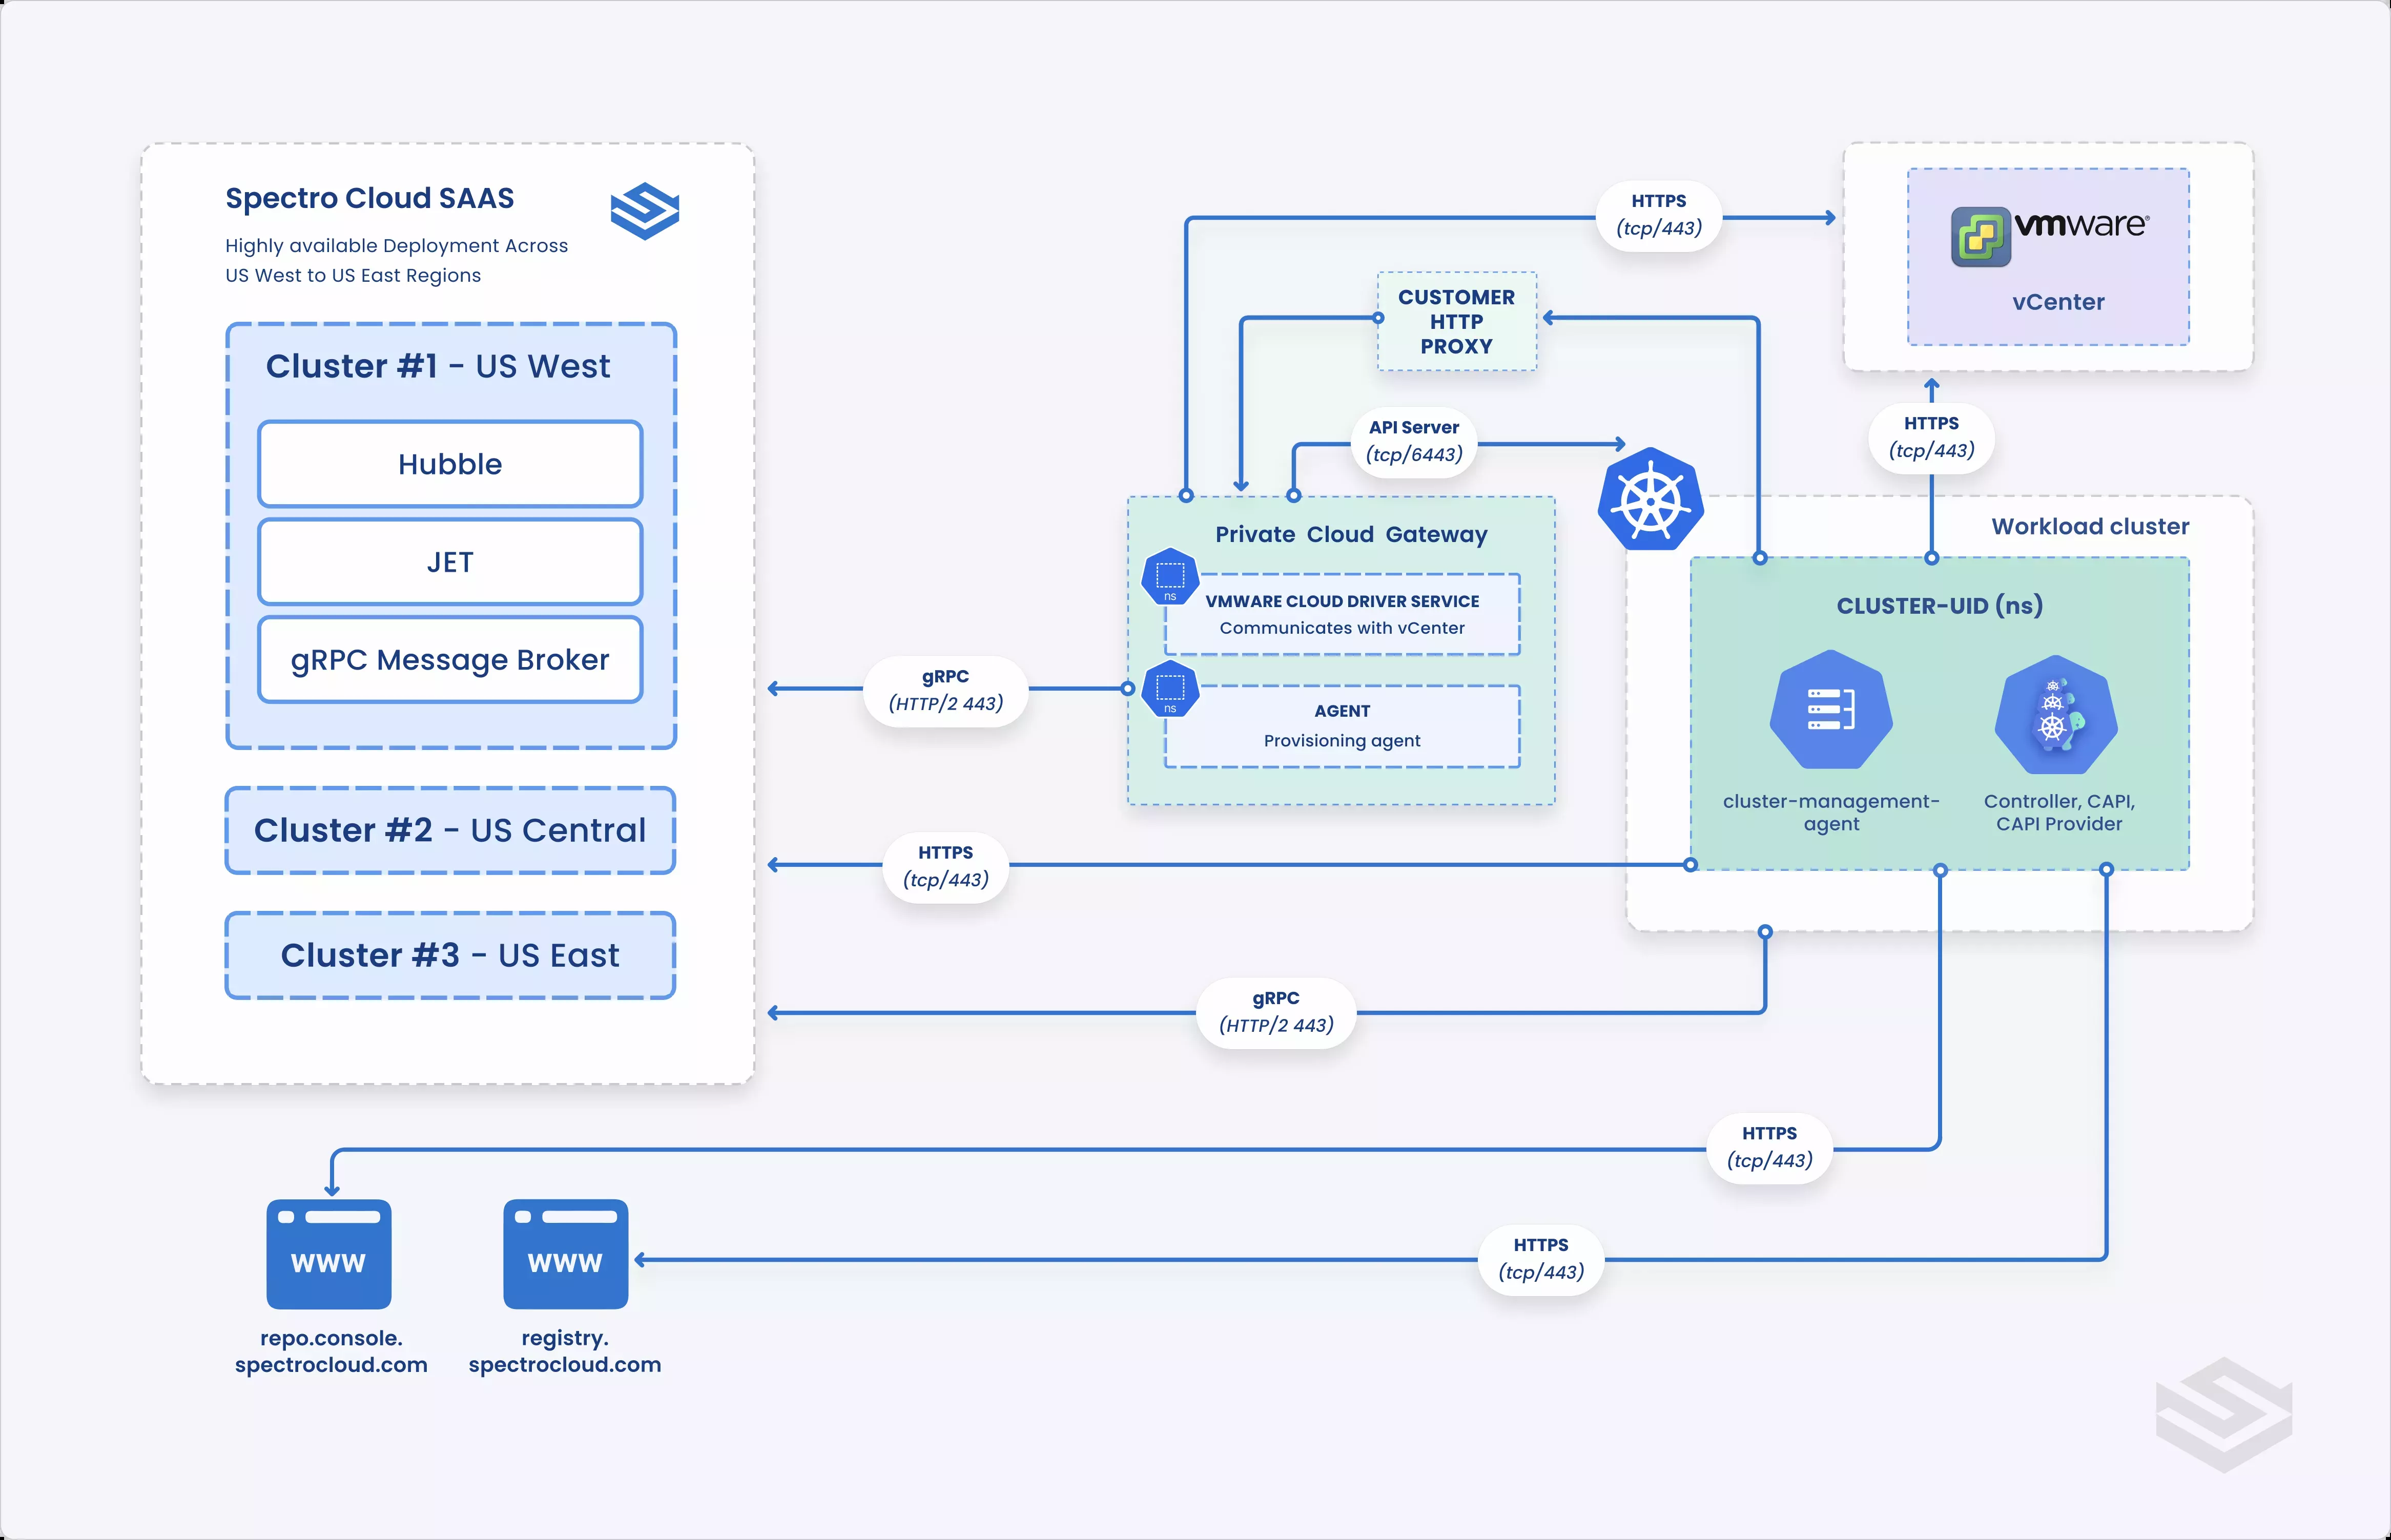 Spectro Cloud SAAS
Highly available Deployment Across
US West to US East Regions
Cluster #1 - US West
Hubble
JET
gRPC Message Broker
Cluster #2 - US Central
Cluster #3 - US East
HTTPS
(tcp/443)
vmware®
vCenter
CUSTOMER
HTTP
PROXY
API Server
(tcp/6443)
HTTPS
(tcp/443)
Private Cloud Gateway
ns
VMWARE CLOUD DRIVER SERVICE
Communicates with vCenter
ns
AGENT
Provisioning agent
Workload cluster
CLUSTER-UID (ns)
cluster-management-
agent
Controller, CAPI,
CAPI Provider
gRPC
(HTTP/2 443)
HTTPS
(tcp/443)
gRPC
(HTTP/2 443)
HTTPS
(tcp/443)
HTTPS
(tcp/443)
www
repo.console.
spectrocloud.com
www
registry.
spectrocloud.com